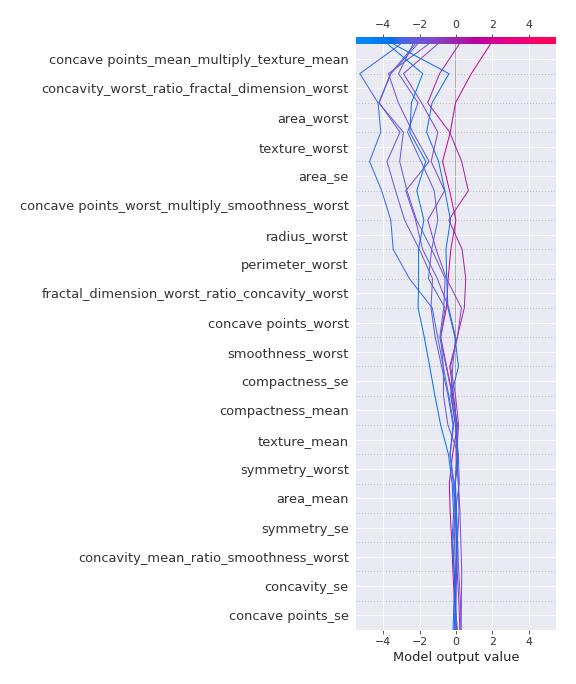 −4 −2 0 2 4
concave points_mean_multiply_texture_mean
concavity_worst_ratio_fractal_dimension_worst
area_worst
texture_worst
area_se
concave points_worst_multiply_smoothness_worst
radius_worst
perimeter_worst
fractal_dimension_worst_ratio_concavity_worst
concave points_worst
smoothness_worst
compactness_se
compactness_mean
texture_mean
symmetry_worst
area_mean
symmetry_se
concavity_mean_ratio_smoothness_worst
concavity_se
concave points_se
−4 −2 0 2 4
Model output value